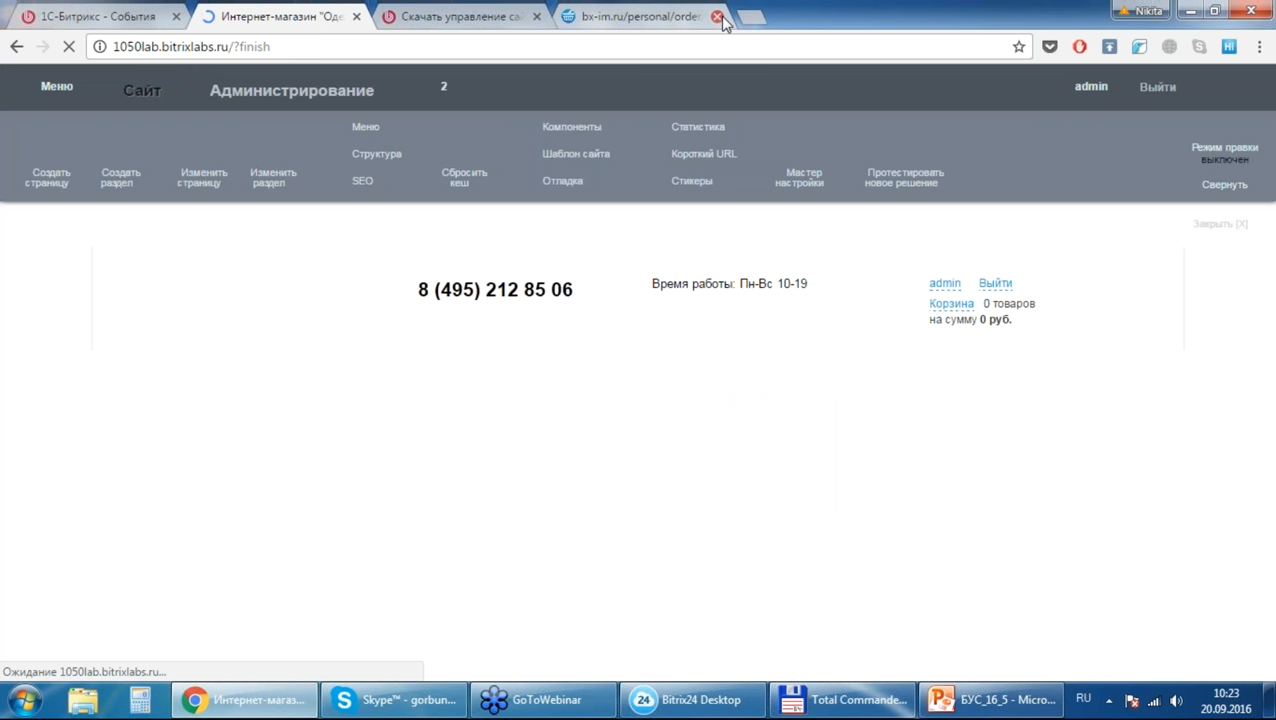 1С-Битрикс - События
Интернет-магазин "Оде
Скачать управление са
bx-im.ru/personal/order
Nikita
1050lab.bitrixlabs.ru/?finish
Hi
Меню
Сайт
Администрирование
2
admin
Выйти
Создать страницу
Создать раздел
Изменить страницу
Изменить раздел
Меню
Структура
SEO
Сбросить кеш
Компоненты
Шаблон сайта
Отладка
Статистика
Короткий URL
Стикеры
Мастер настройки
Протестировать новое решение
Режим правки
выключен
Свернуть
Закрыть [X]
8 (495) 212 85 06
Время работы: Пн-Вс 10-19
admin Выйти
Корзина 0 товаров
на сумму 0 руб.
Ожидание 1050lab.bitrixlabs.ru...
Интернет-магаз...
Skype™ - gorbun...
GoToWebinar
24
Bitrix24 Desktop
Total Commande...
БУС_16_5 - Micro...
RU
10:23
20.09.2016